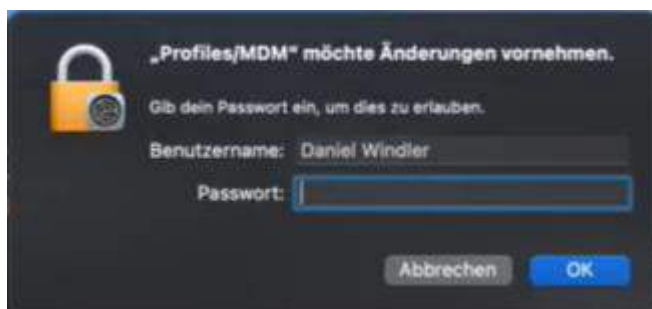 „Profiles/MDM" möchte Änderungen vornehmen.
Gib dein Passwort ein, um dies zu erlauben.
Benutzername: Daniel Windler
Passwort:
Abbrechen OK